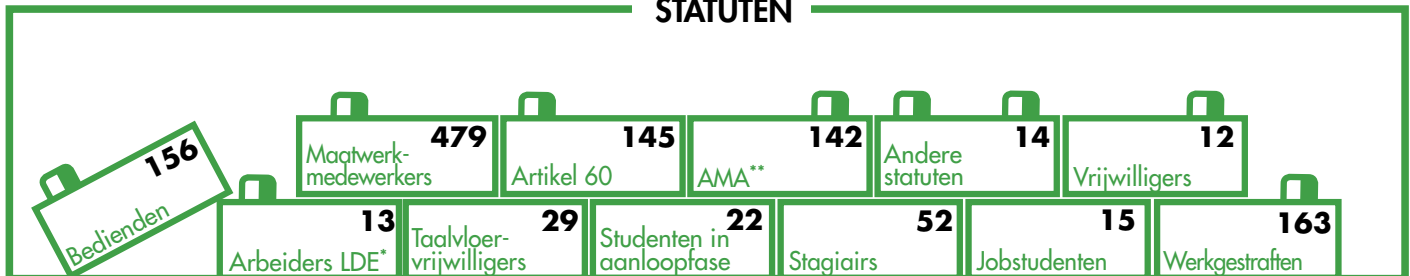 STATUTEN
156
Bedienden
479
Maatwerk-
medewerkers
145
Artikel 60
142
AMA**
14
Andere
statuten
12
Vrijwilligers
13
Arbeiders LDE*
29
Taalvloer-
vrijwilligers
22
Studenten in
aanloopfase
52
Stagiairs
15
Jobstudenten
163
Werkgestraften